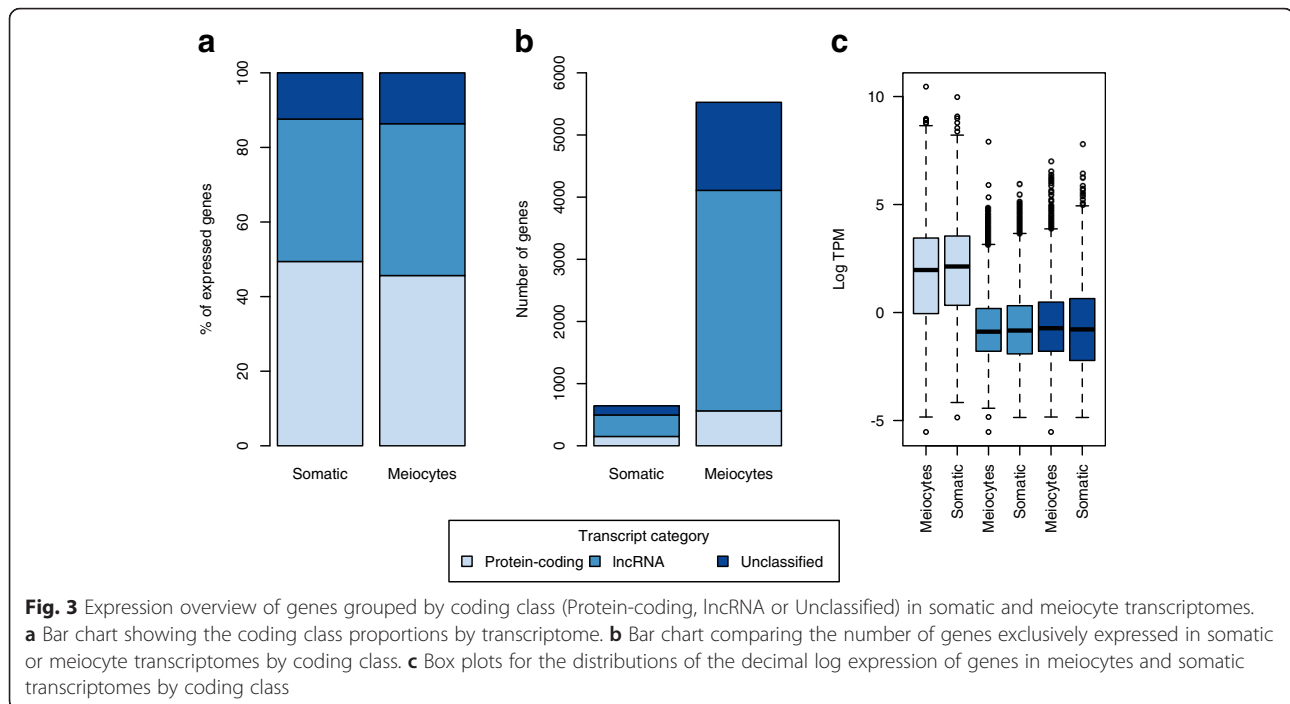 a
b
c
% of expressed genes
100
80
60
40
20
0
Somatic
Meiocytes
Number of genes
6000
5000
4000
3000
2000
1000
0
Somatic
Meiocytes
Log TPM
10
5
0
-5
Meiocytes
Somatic
Meiocytes
Somatic
Meiocytes
Somatic
Transcript category
Protein-coding lncRNA Unclassified
Fig. 3 Expression overview of genes grouped by coding class (Protein-coding, lncRNA or Unclassified) in somatic and meiocyte transcriptomes.
a Bar chart showing the coding class proportions by transcriptome. b Bar chart comparing the number of genes exclusively expressed in somatic
or meiocyte transcriptomes by coding class. c Box plots for the distributions of the decimal log expression of genes in meiocytes and somatic
transcriptomes by coding class